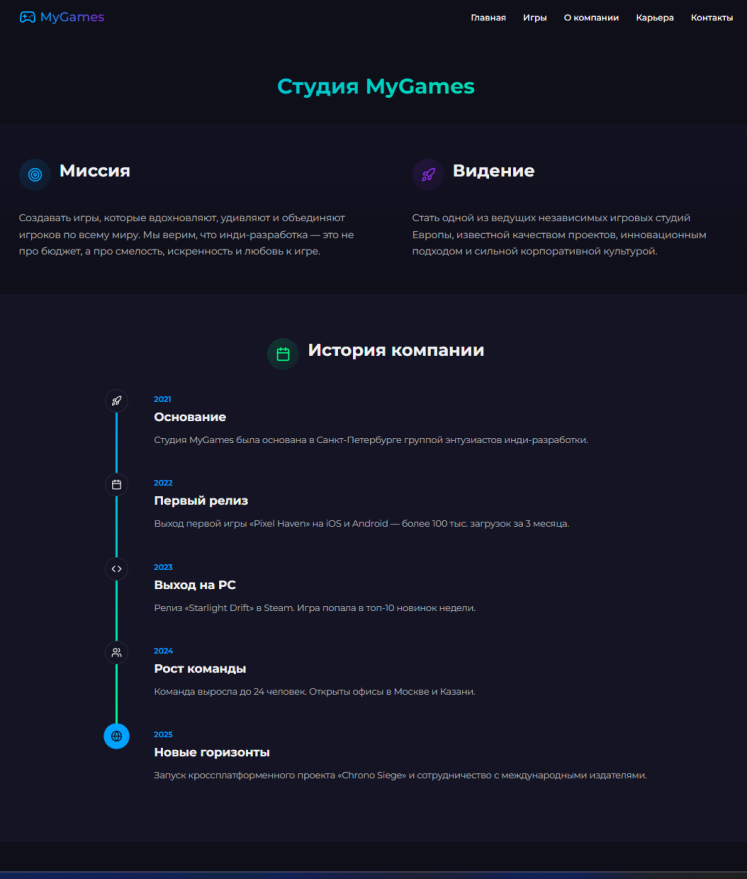 MyGames
Главная Игры О компании Карьера Контакты
Студия MyGames
Миссия
Создавать игры, которые вдохновляют, удивляют и объединяют
игроков по всему миру. Мы верим, что инди-разработка — это не
про бюджет, а про смелость, искренность и любовь к игре.
Видение
Стать одной из ведущих независимых игровых студий
Европы, известной качеством проектов, инновационным
подходом и сильной корпоративной культурой.
История компании
2021
Основание
Студия MyGames была основана в Санкт-Петербурге группой энтузиастов инди-разработки.
2022
Первый релиз
Выход первой игры «Pixel Haven» на iOS и Android — более 100 тыс. загрузок за 3 месяца.
2023
Выход на PC
Релиз «Starlight Drift» в Steam. Игра попала в топ-10 новинок недели.
2024
Рост команды
Команда выросла до 24 человек. Открыты офисы в Москве и Казани.
2025
Новые горизонты
Запуск кроссплатформенного проекта «Chrono Siege» и сотрудничество с международными издателями.